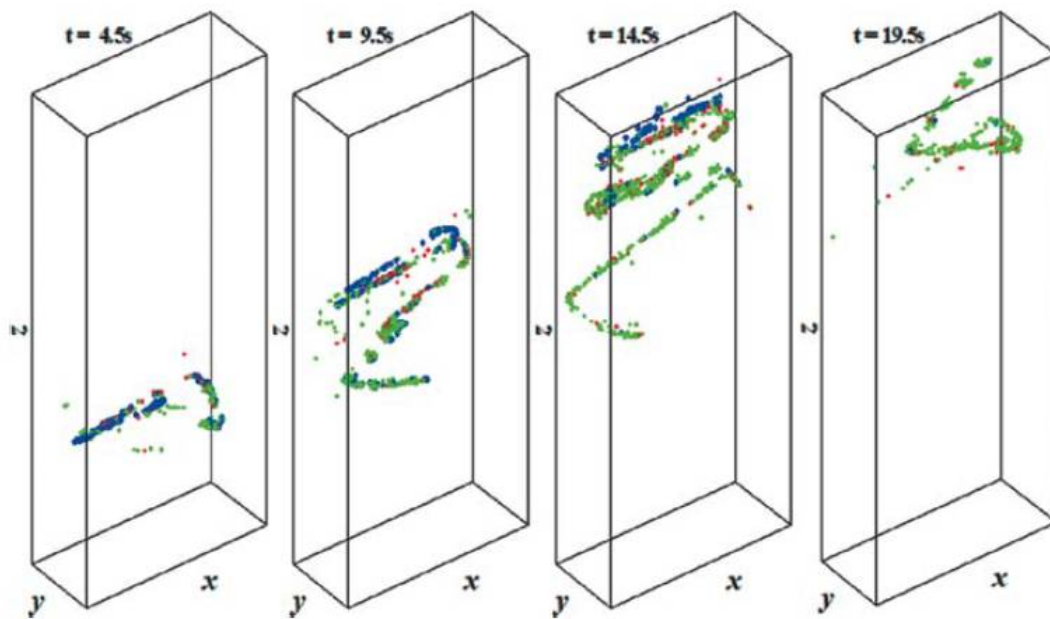 t = 4.5s
t = 9.5s
t = 14.5s
t = 19.5s
z
z
z
z
y
x
y
x
y
x
y
x